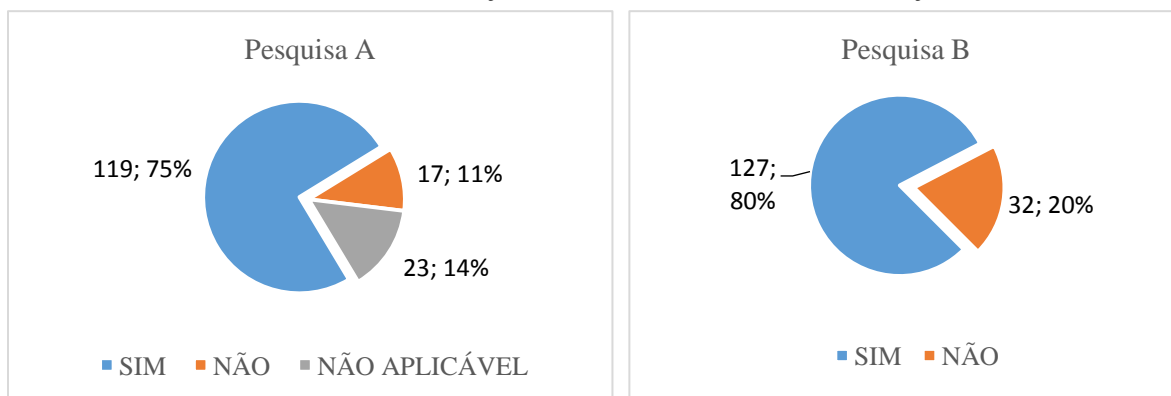 Pesquisa A
119; 75%
17; 11%
23; 14%
SIM NÃO NÃO APLICÁVEL
Pesquisa B
127;
80%
32; 20%
SIM NÃO